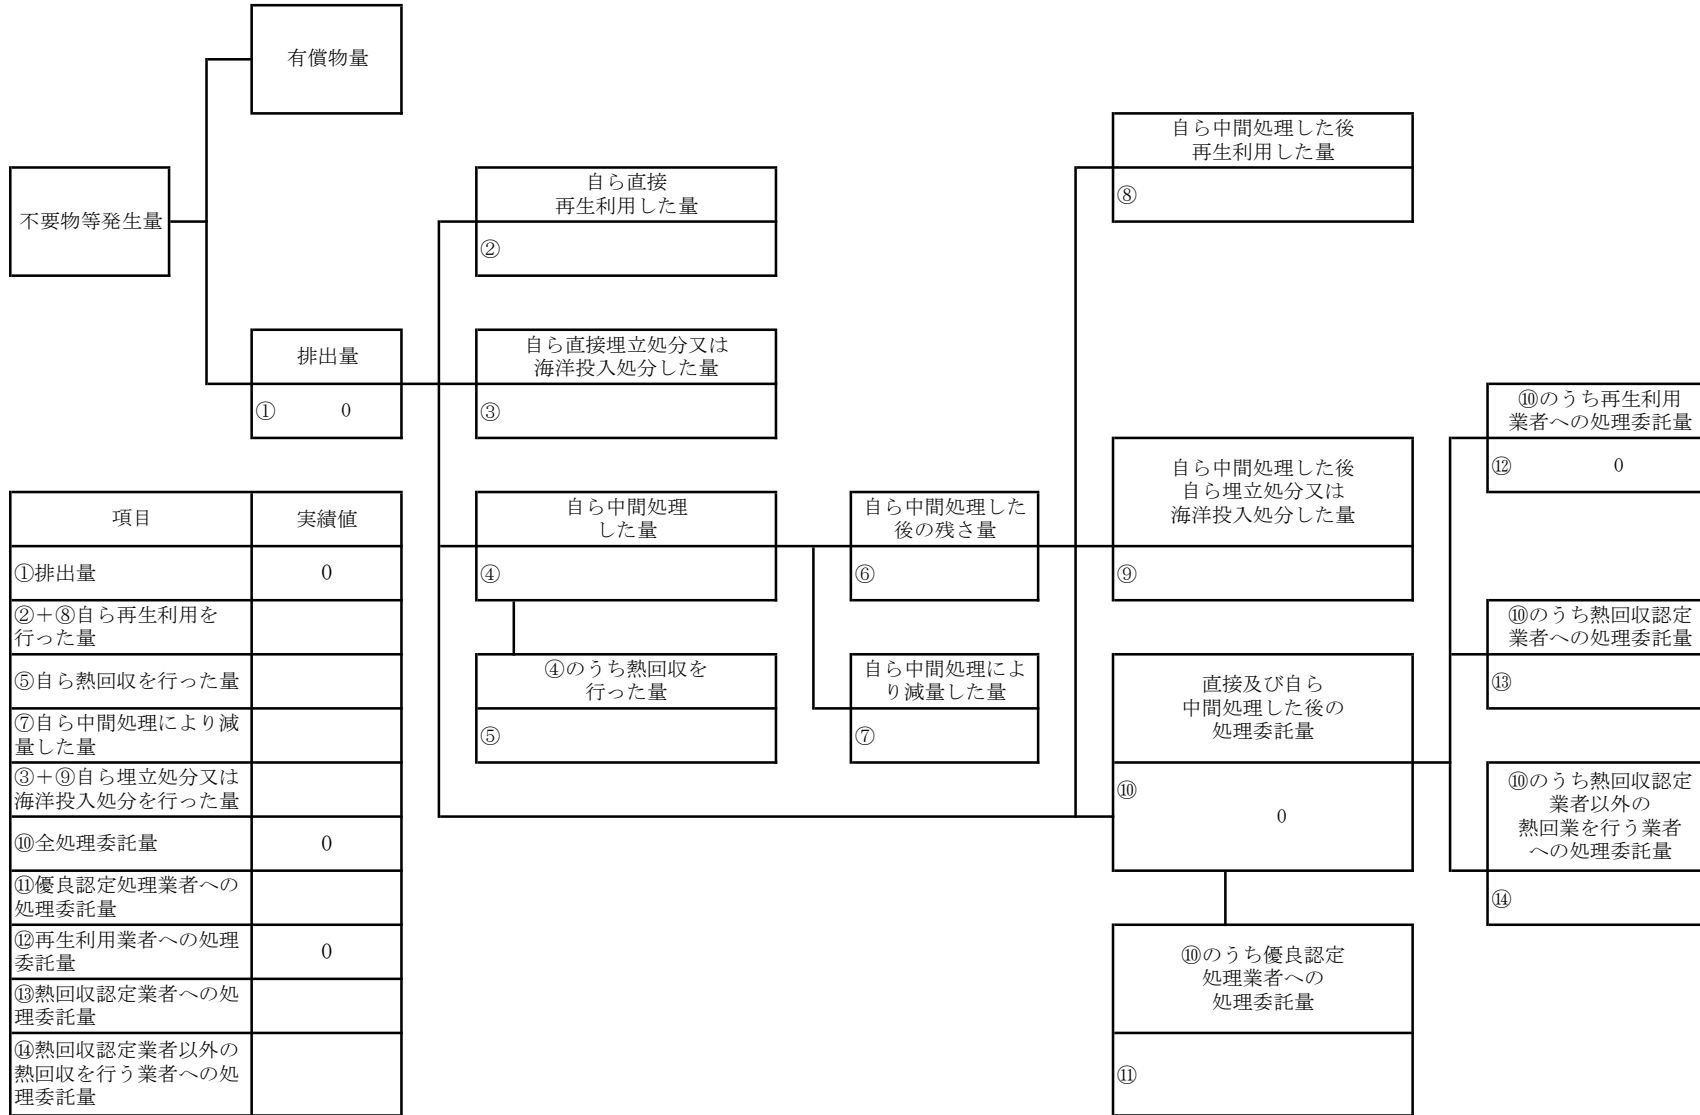 有償物量
不要物等発生量
排出量
① 0
自ら直接
再生利用した量
②
自ら直接埋立処分又は
海洋投入処分した量
③
自ら中間処理
した量
④
④のうち熱回収を
行った量
⑤
自ら中間処理した
後の残さ量
⑥
自ら中間処理によ
り減量した量
⑦
自ら中間処理した後
再生利用した量
⑧
自ら中間処理した後
自ら埋立処分又は
海洋投入処分した量
⑨
直接及び自ら
中間処理した後の
処理委託量
⑩
0
⑩のうち優良認定
処理業者への
処理委託量
⑪
⑩のうち再生利用
業者への処理委託量
⑫ 0
⑩のうち熱回収認定
業者への処理委託量
⑬
⑩のうち熱回収認定
業者以外の
熱回業を行う業者
への処理委託量
⑭
項目 実績値
①排出量 0
②＋⑧自ら再生利用を
行った量
⑤自ら熱回収を行った量
⑦自ら中間処理により減
量した量
③＋⑨自ら埋立処分又は
海洋投入処分を行った量
⑩全処理委託量 0
⑪優良認定処理業者への
処理委託量
⑫再生利用業者への処理
委託量 0
⑬熱回収認定業者への処
理委託量
⑭熱回収認定業者以外の
熱回収を行う業者への処
理委託量